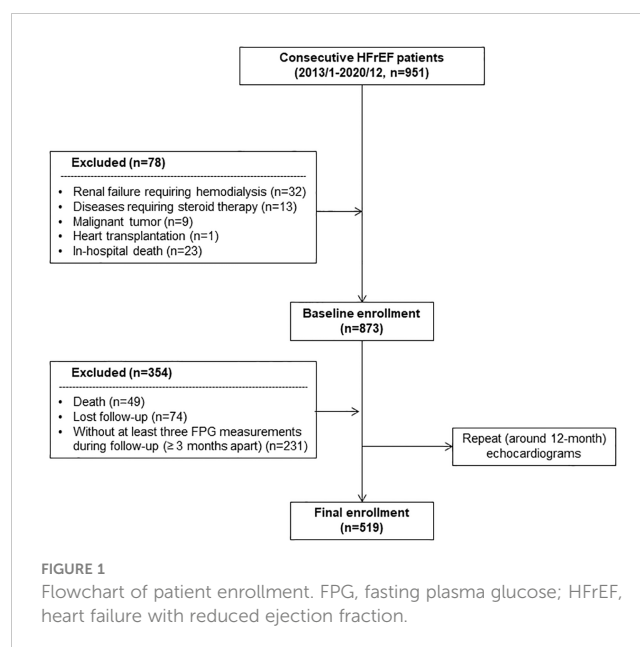 Consecutive HFrEF patients
(2013/1-2020/12, n=951)
Excluded (n=78)
• Renal failure requiring hemodialysis (n=32)
• Diseases requiring steroid therapy (n=13)
• Malignant tumor (n=9)
• Heart transplantation (n=1)
• In-hospital death (n=23)
Baseline enrollment
(n=873)
Excluded (n=354)
• Death (n=49)
• Lost follow-up (n=74)
• Without at least three FPG measurements
during follow-up (≥ 3 months apart) (n=231)
Repeat (around 12-month)
echocardiograms
Final enrollment
(n=519)
FIGURE 1
Flowchart of patient enrollment. FPG, fasting plasma glucose; HFrEF,
heart failure with reduced ejection fraction.